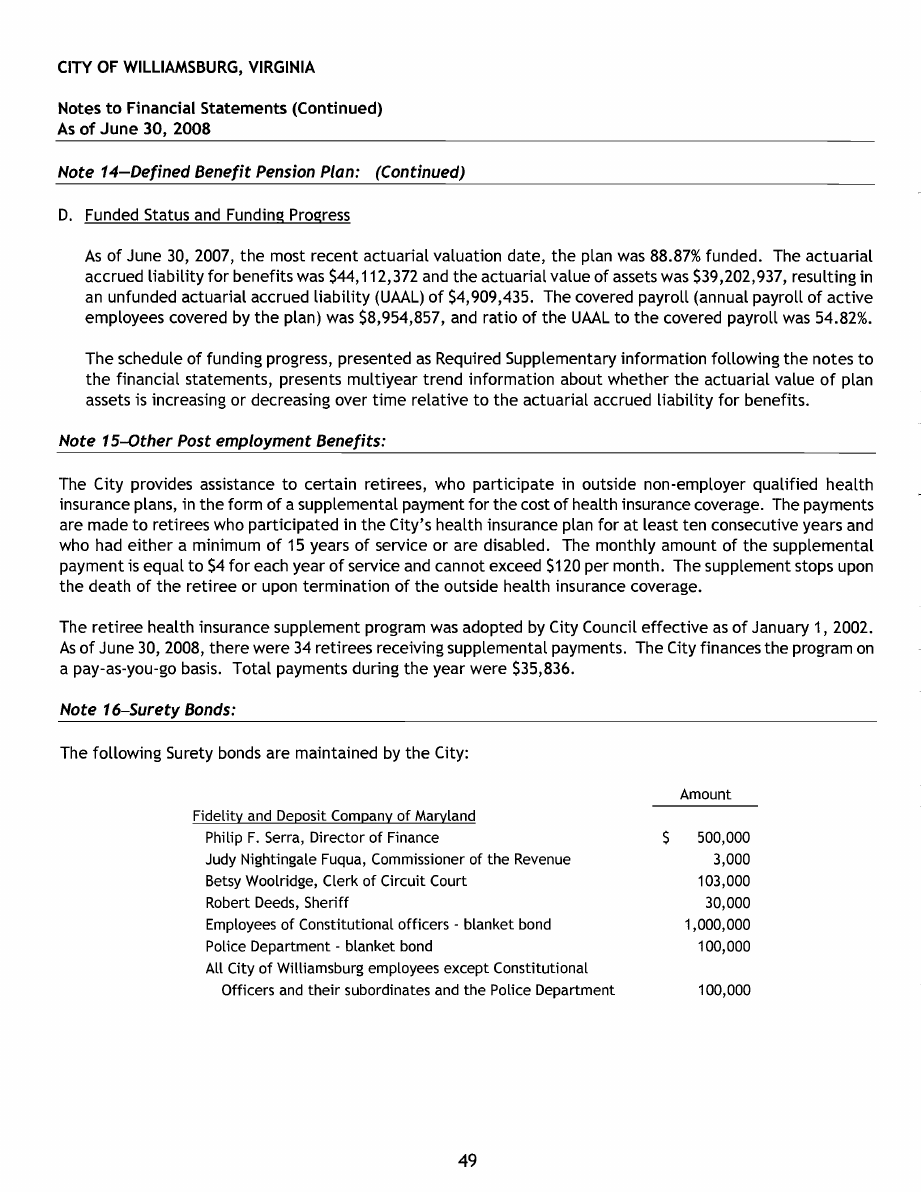 CITY OF WILLIAMSBURG, VIRGINIA
Notes to Financial Statements (Continued)
As of June 30, 2008
Note 14—Defined Benefit Pension Plan: (Continued)
D. Funded Status and Funding Progress
As of June 30, 2007, the most recent actuarial valuation date, the plan was 88.87% funded. The actuarial
accrued liability for benefits was $44,112,372 and the actuarial value of assets was $39,202,937, resulting in
an unfunded actuarial accrued liability (UAAL) of $4,909,435. The covered payroll (annual payroll of active
employees covered by the plan) was $8,954,857, and ratio of the UAAL to the covered payroll was 54.82%.
The schedule of funding progress, presented as Required Supplementary information following the notes to
the financial statements, presents multiyear trend information about whether the actuarial value of plan
assets is increasing or decreasing over time relative to the actuarial accrued liability for benefits.
Note 15–Other Post employment Benefits:
The City provides assistance to certain retirees, who participate in outside non-employer qualified health
insurance plans, in the form of a supplemental payment for the cost of health insurance coverage. The payments
are made to retirees who participated in the City's health insurance plan for at least ten consecutive years and
who had either a minimum of 15 years of service or are disabled. The monthly amount of the supplemental
payment is equal to $4 for each year of service and cannot exceed $120 per month. The supplement stops upon
the death of the retiree or upon termination of the outside health insurance coverage.
The retiree health insurance supplement program was adopted by City Council effective as of January 1, 2002.
As of June 30, 2008, there were 34 retirees receiving supplemental payments. The City finances the program on
a pay-as-you-go basis. Total payments during the year were $35,836.
Note 16–Surety Bonds:
The following Surety bonds are maintained by the City:
Amount
Fidelity and Deposit Company of Maryland
Philip F. Serra, Director of Finance $ 500,000
Judy Nightingale Fuqua, Commissioner of the Revenue 3,000
Betsy Woolridge, Clerk of Circuit Court 103,000
Robert Deeds, Sheriff 30,000
Employees of Constitutional officers - blanket bond 1,000,000
Police Department - blanket bond 100,000
All City of Williamsburg employees except Constitutional
Officers and their subordinates and the Police Department 100,000
49